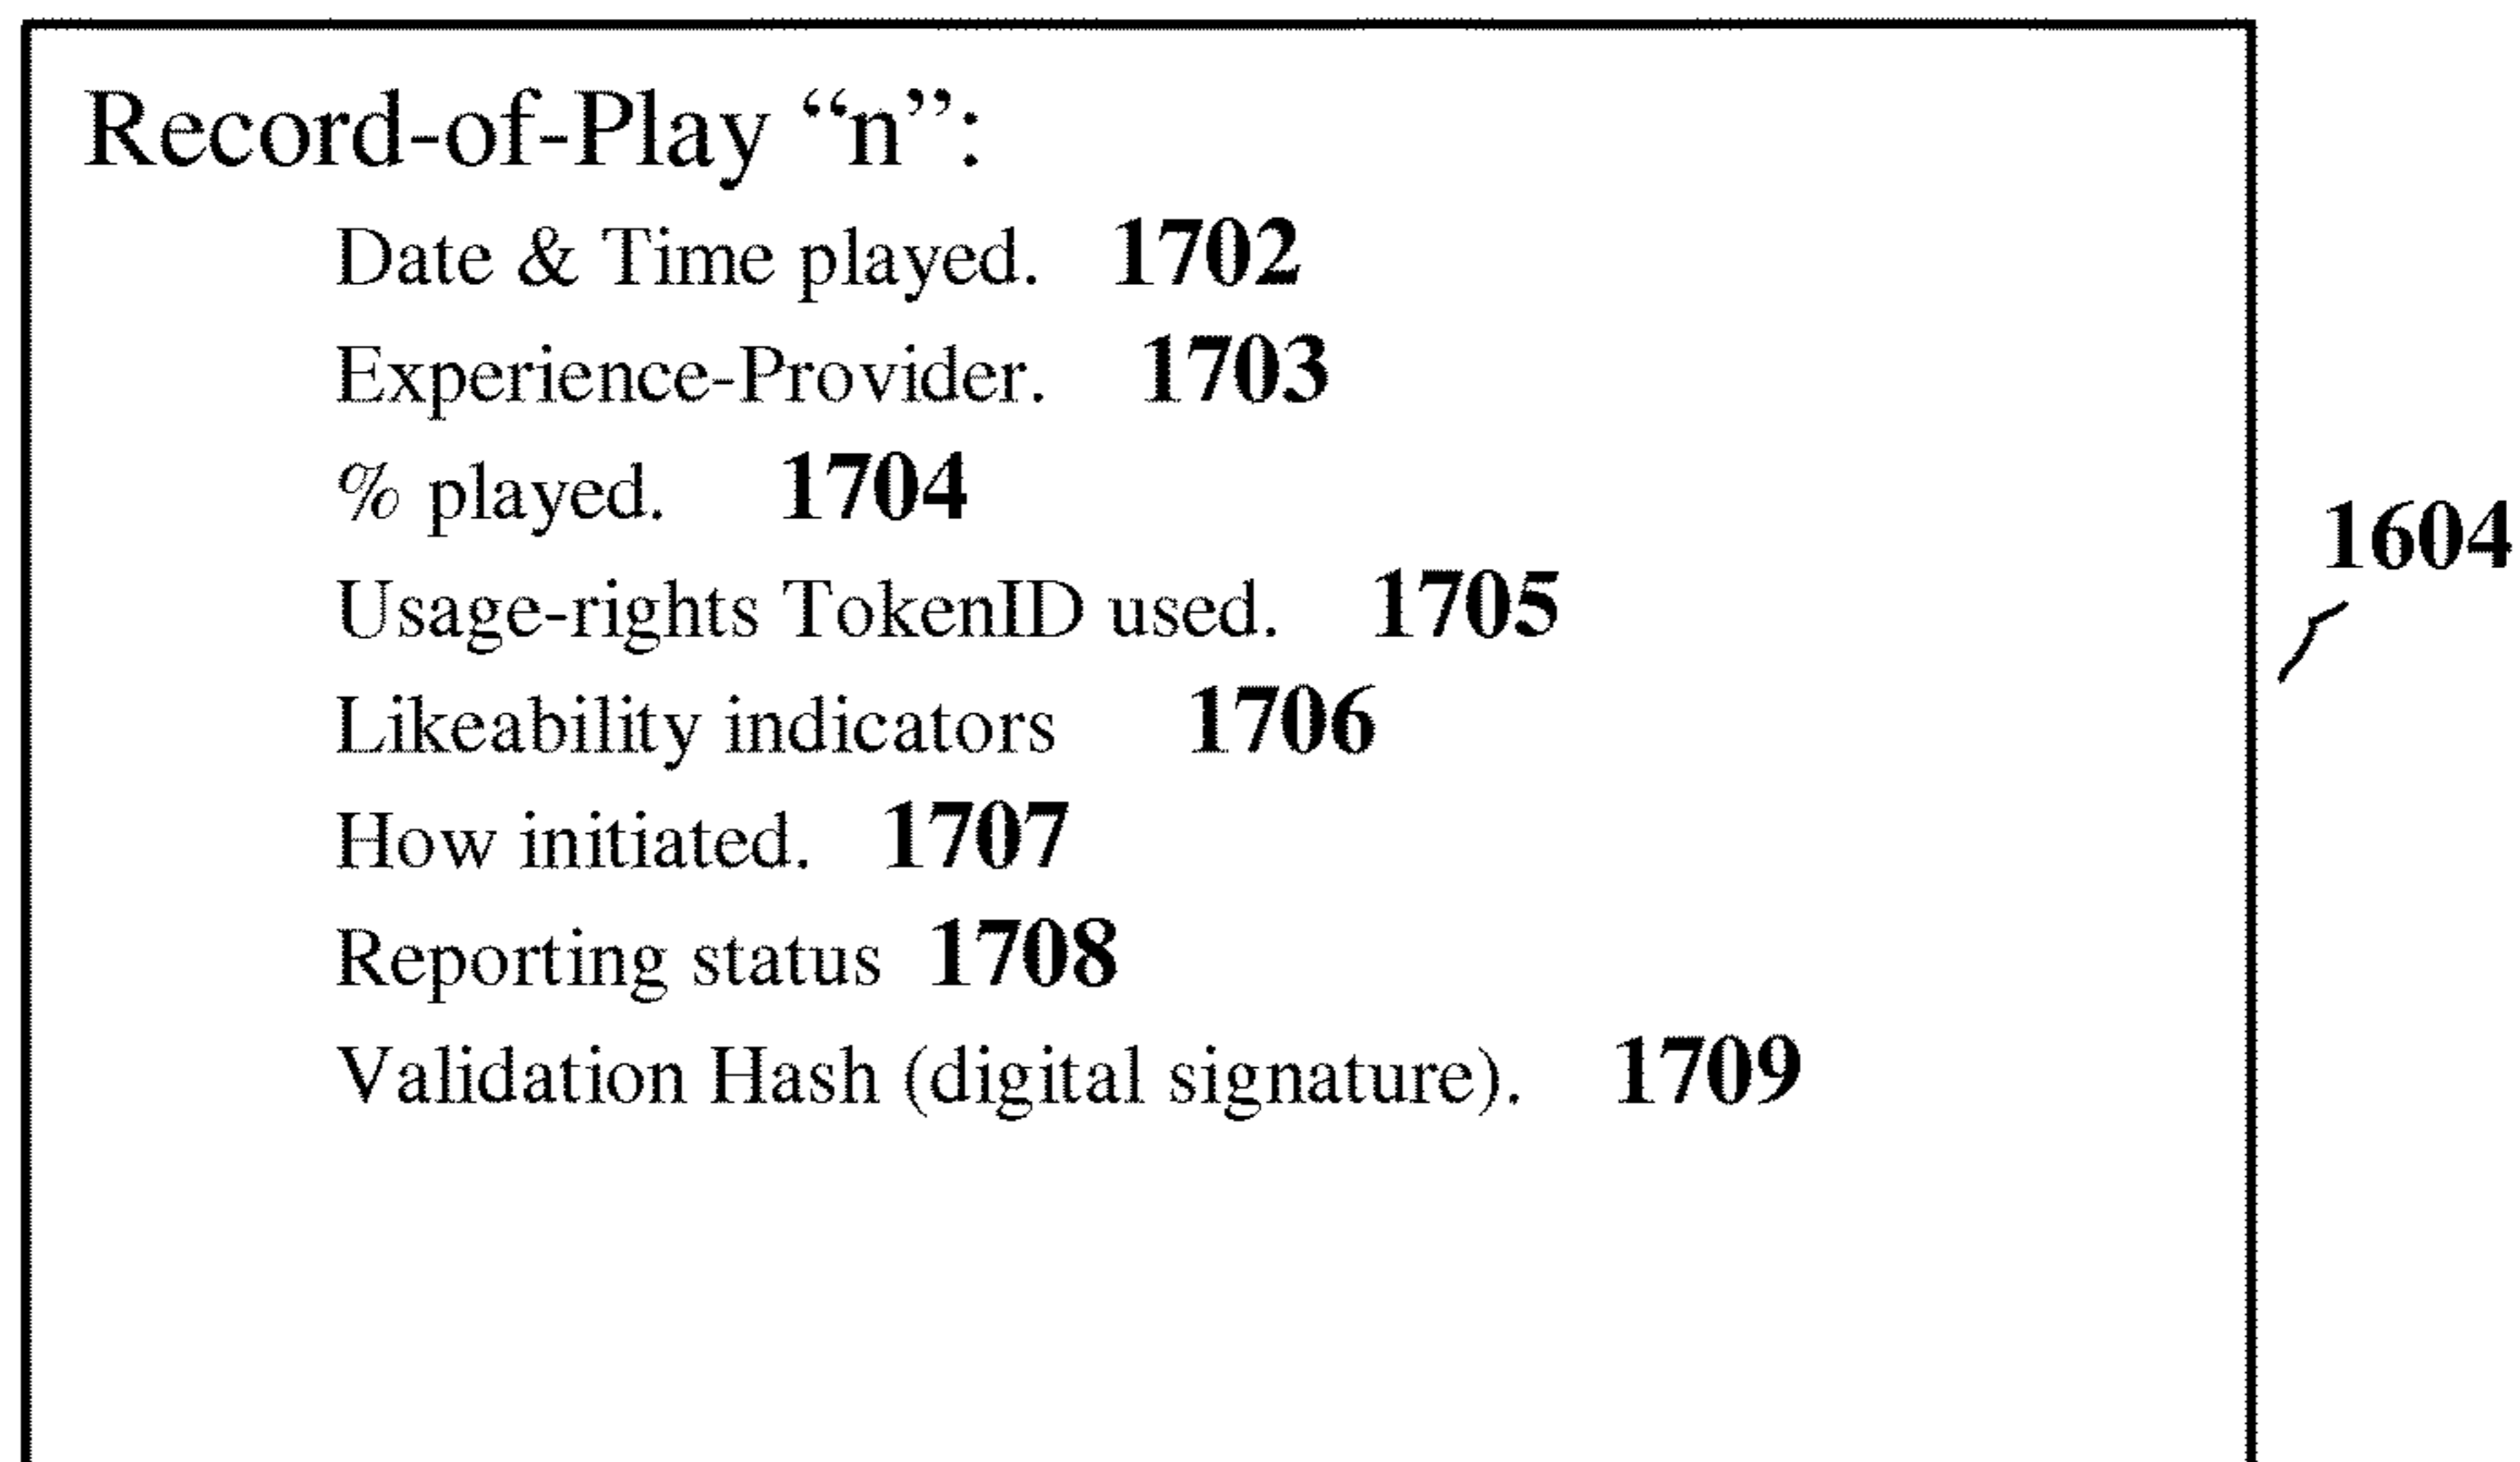 Record-of-Play “n”:
Date & Time played. 1702
Experience-Provider. 1703
% played. 1704
1604
Usage-rights TokenID used. 1705
Likeability indicators 1706
How initiated. 1707
Reporting status 1708
Validation Hash (digital signature). 1709